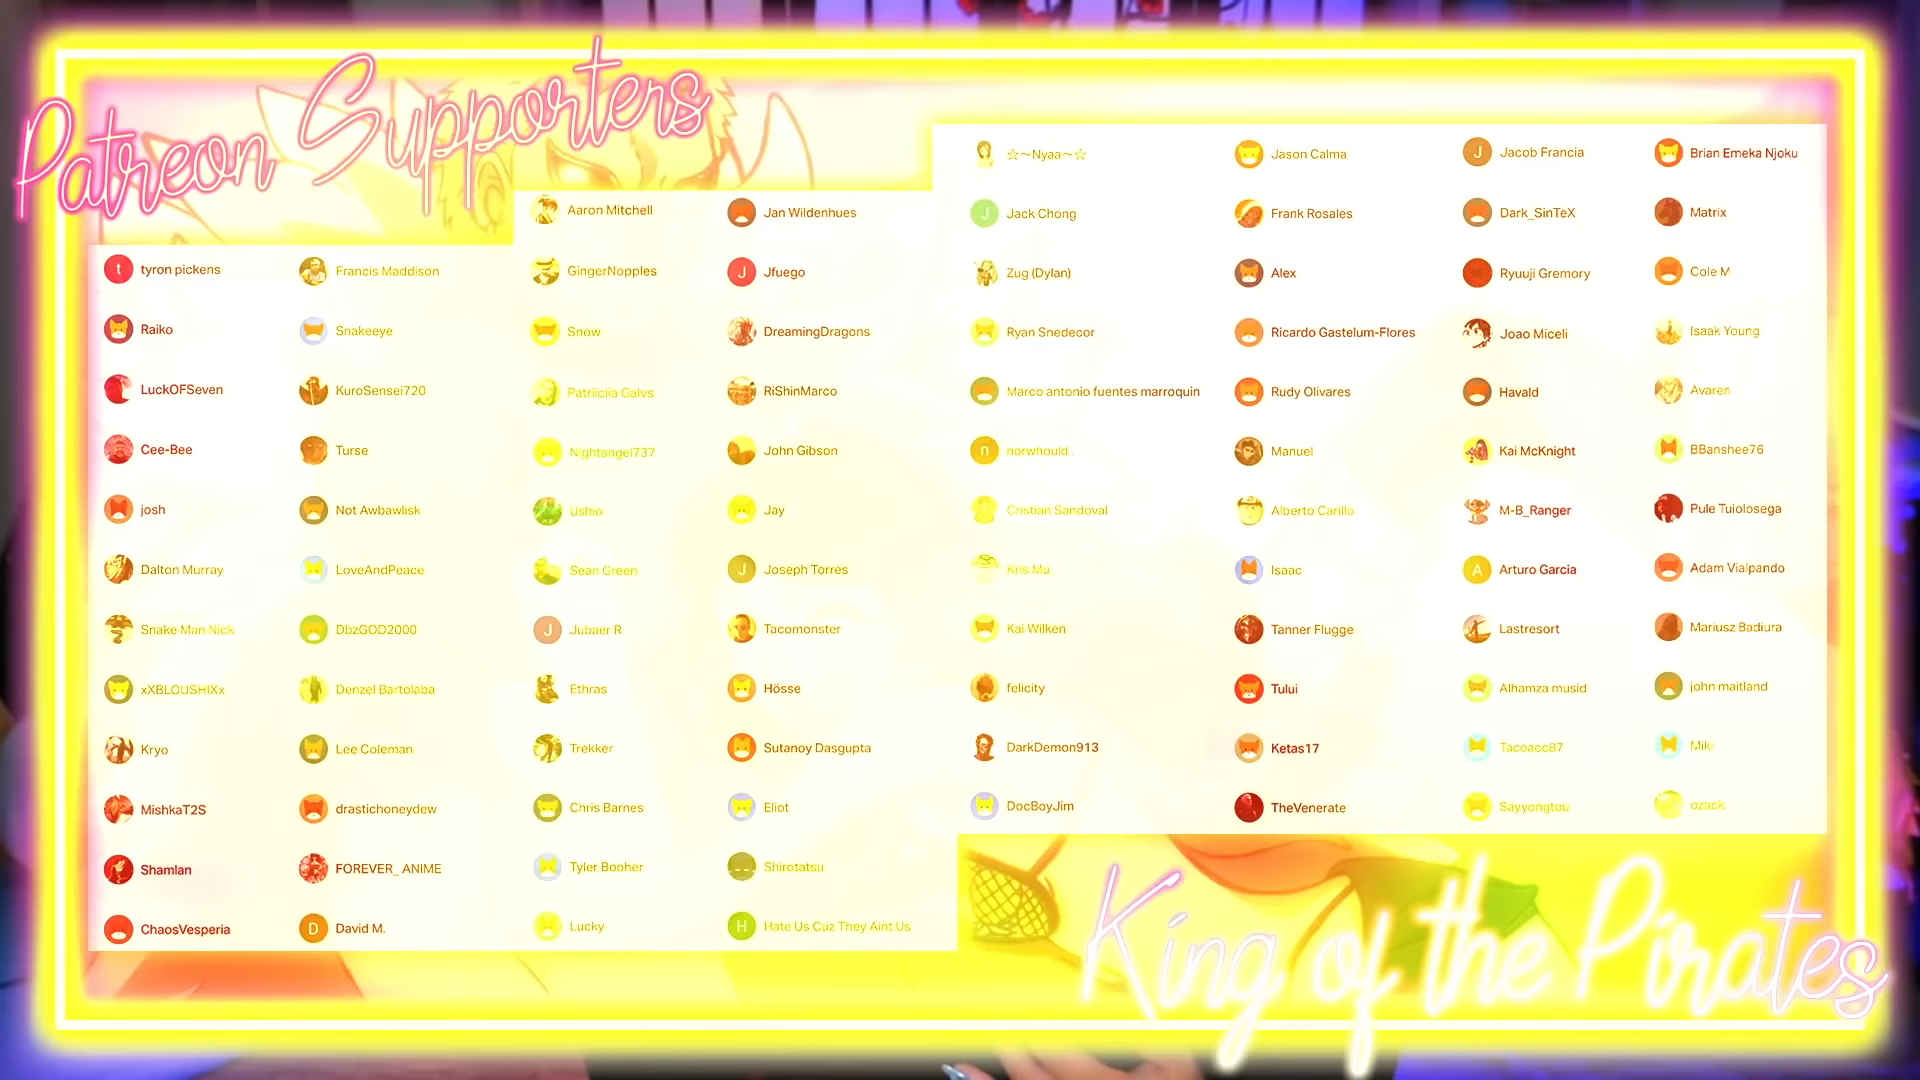 Patreon Supporters
tyron pickens
Raiko
LuckOFSeven
Cee-Bee
josh
Dalton Murray
Snake Man Nick
xXBLOUSHIXx
Kryo
MishkaT2S
Shamlan
ChaosVesperia
Francis Maddison
Snakeeye
KuroSensei720
Turse
Not Awbawlisk
LoveAndPeace
DbzGOD2000
Denzel Bartolaba
Lee Coleman
drastichoneydew
FOREVER_ ANIME
David M.
Aaron Mitchell
GingerNopples
Snow
Patriiciia Galvs
Nightangel737
Ushio
Sean Green
Jubaer R
Ethras
Trekker
Chris Barnes
Tyler Booher
Lucky
Jan Wildenhues
Jfuego
DreamingDragons
RiShinMarco
John Gibson
Jay
Joseph Torres
Tacomonster
Hösse
Sutanoy Dasgupta
Eliot
Shirotatsu
Hate Us Cuz They Aint Us
☆～Nyaa～☆
Jack Chong
Zug (Dylan)
Ryan Snedecor
Marco antonio fuentes marroquin
norwhould .
Cristian Sandoval
Kris Mu
Kai Wilken
felicity
DarkDemon913
DocBoyJim
Jason Calma
Frank Rosales
Alex
Ricardo Gastelum-Flores
Rudy Olivares
Manuel
Alberto Carillo
Isaac
Tanner Flugge
Tului
Ketas17
TheVenerate
Jacob Francia
Dark_SinTeX
Ryuuji Gremory
Joao Miceli
Havald
Kai McKnight
M-B_Ranger
Arturo Garcia
Lastresort
Alhamza musid
Tacoacc87
Sayyongtou
Brian Emeka Njoku
Matrix
Cole M
Isaak Young
Avaren
BBanshee76
Pule Tuiolosega
Adam Vialpando
Mariusz Badiura
john maitland
Miki
ozack
King of the Pirates